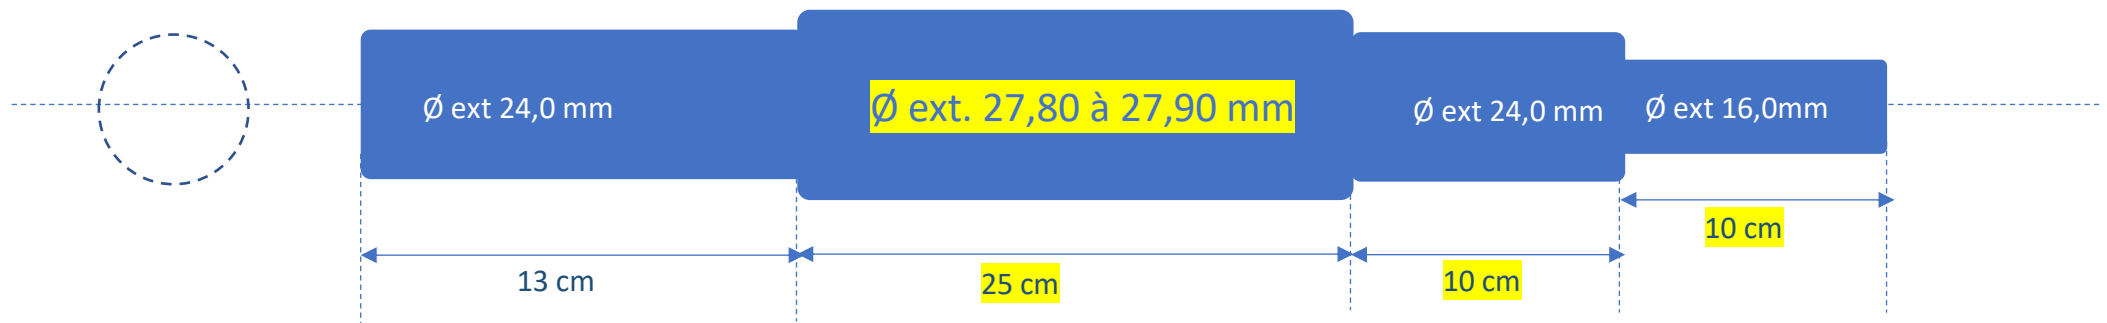 Ø ext 24,0 mm
Ø ext. 27,80 à 27,90 mm
Ø ext 24,0 mm
Ø ext 16,0mm
13 cm
25 cm
10 cm
10 cm